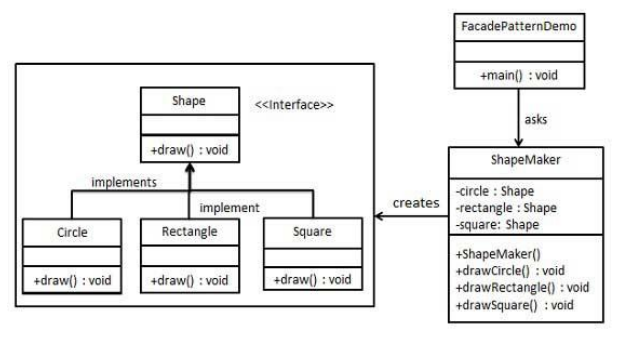 FacadePatternDemo
+main() : void
asks
Shape
<<Interface>>
+draw() : void
implements
implement
Circle
+draw() : void
Rectangle
+draw() : void
Square
+draw() : void
creates
ShapeMaker
-circle : Shape
-rectangle : Shape
-square: Shape
+ShapeMaker()
+drawCircle() : void
+drawRectangle() : void
+drawSquare() : void